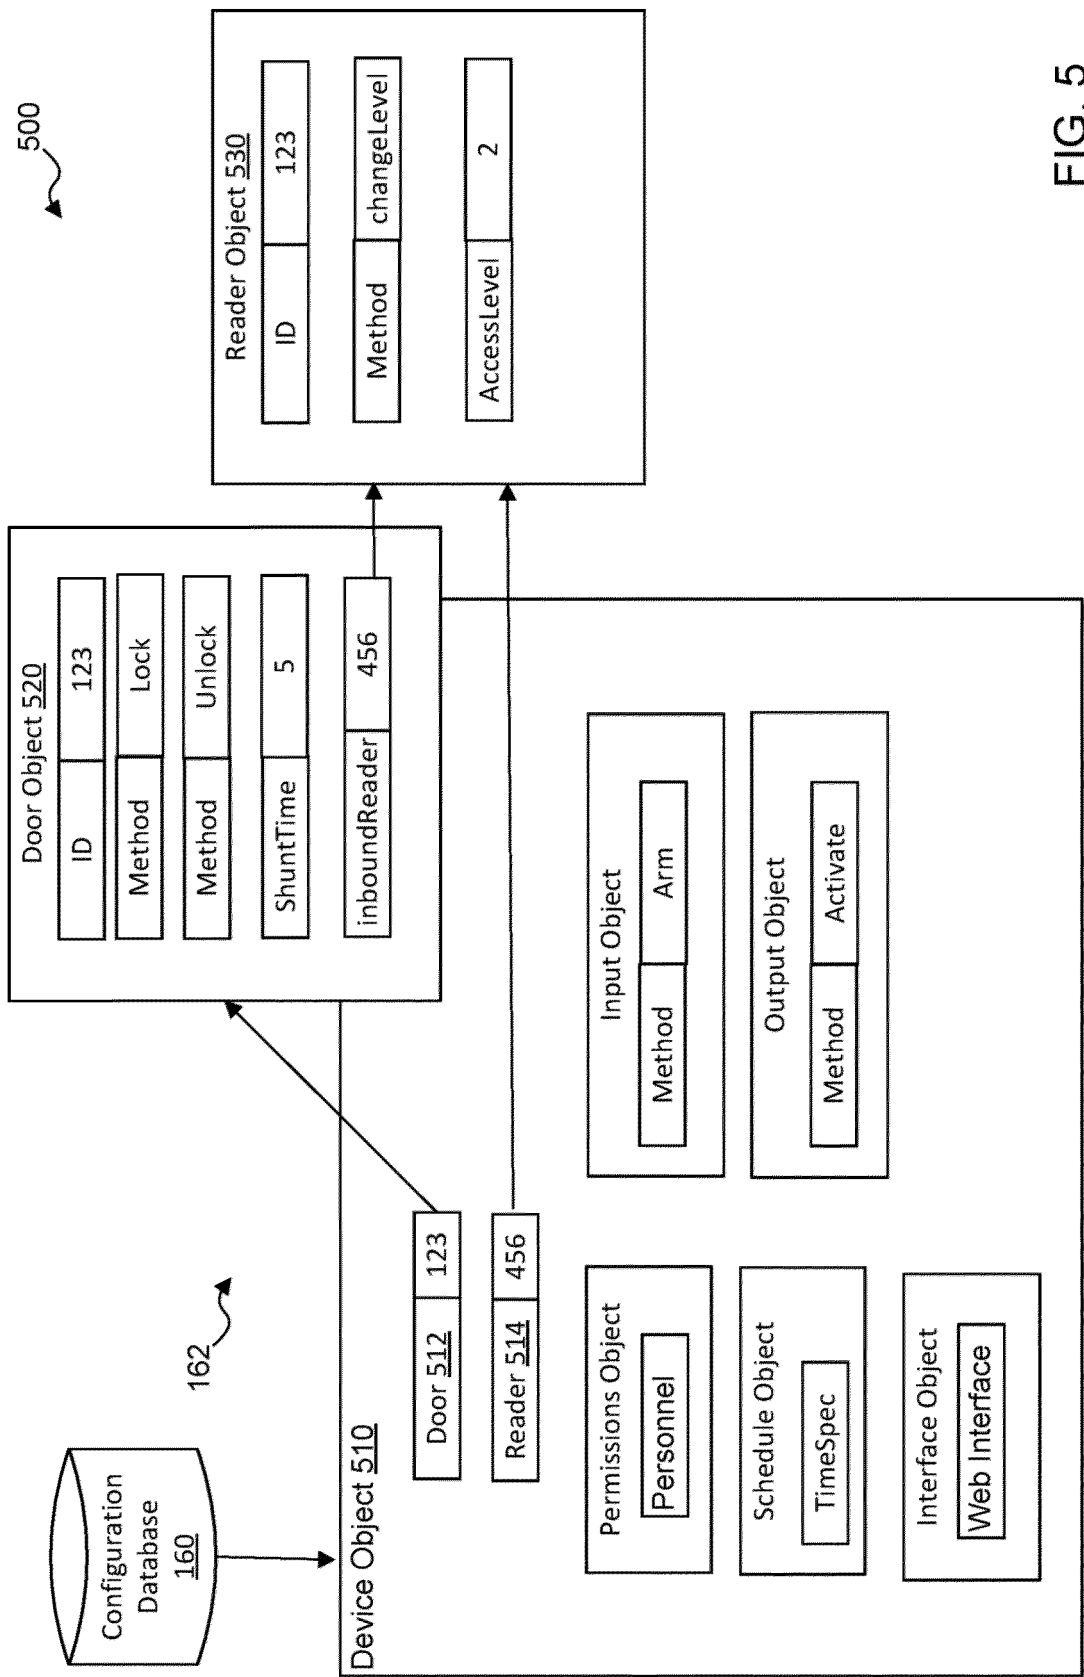 500
162
Configuration
Database
160
Device Object 510
Door 512 123
Reader 514 456
Permissions Object
Personnel
Schedule Object
TimeSpec
Interface Object
Web Interface
Input Object
Method Arm
Output Object
Method Activate
Door Object 520
ID 123
Method Lock
Method Unlock
ShuntTime 5
inboundReader 456
Reader Object 530
ID 123
Method changeLevel
AccessLevel 2
FIG. 5